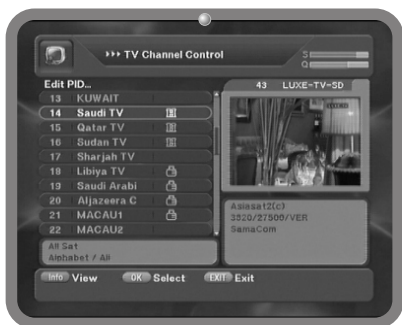 ▸▸▸ TV Channel Control
S
Q
Edit PID...
13 KUWAIT
14 Saudi TV
15 Qatar TV
16 Sudan TV
17 Sharjah TV
18 Libiya TV
19 Saudi Arabi
20 Aljazeera C
21 MACAU1
22 MACAU2
43 LUXE-TV-SD
Asiasat2(c)
3820/27500/VER
SamaCom
All Sat
Alphabet / All
Info View OK Select EXIT Exit